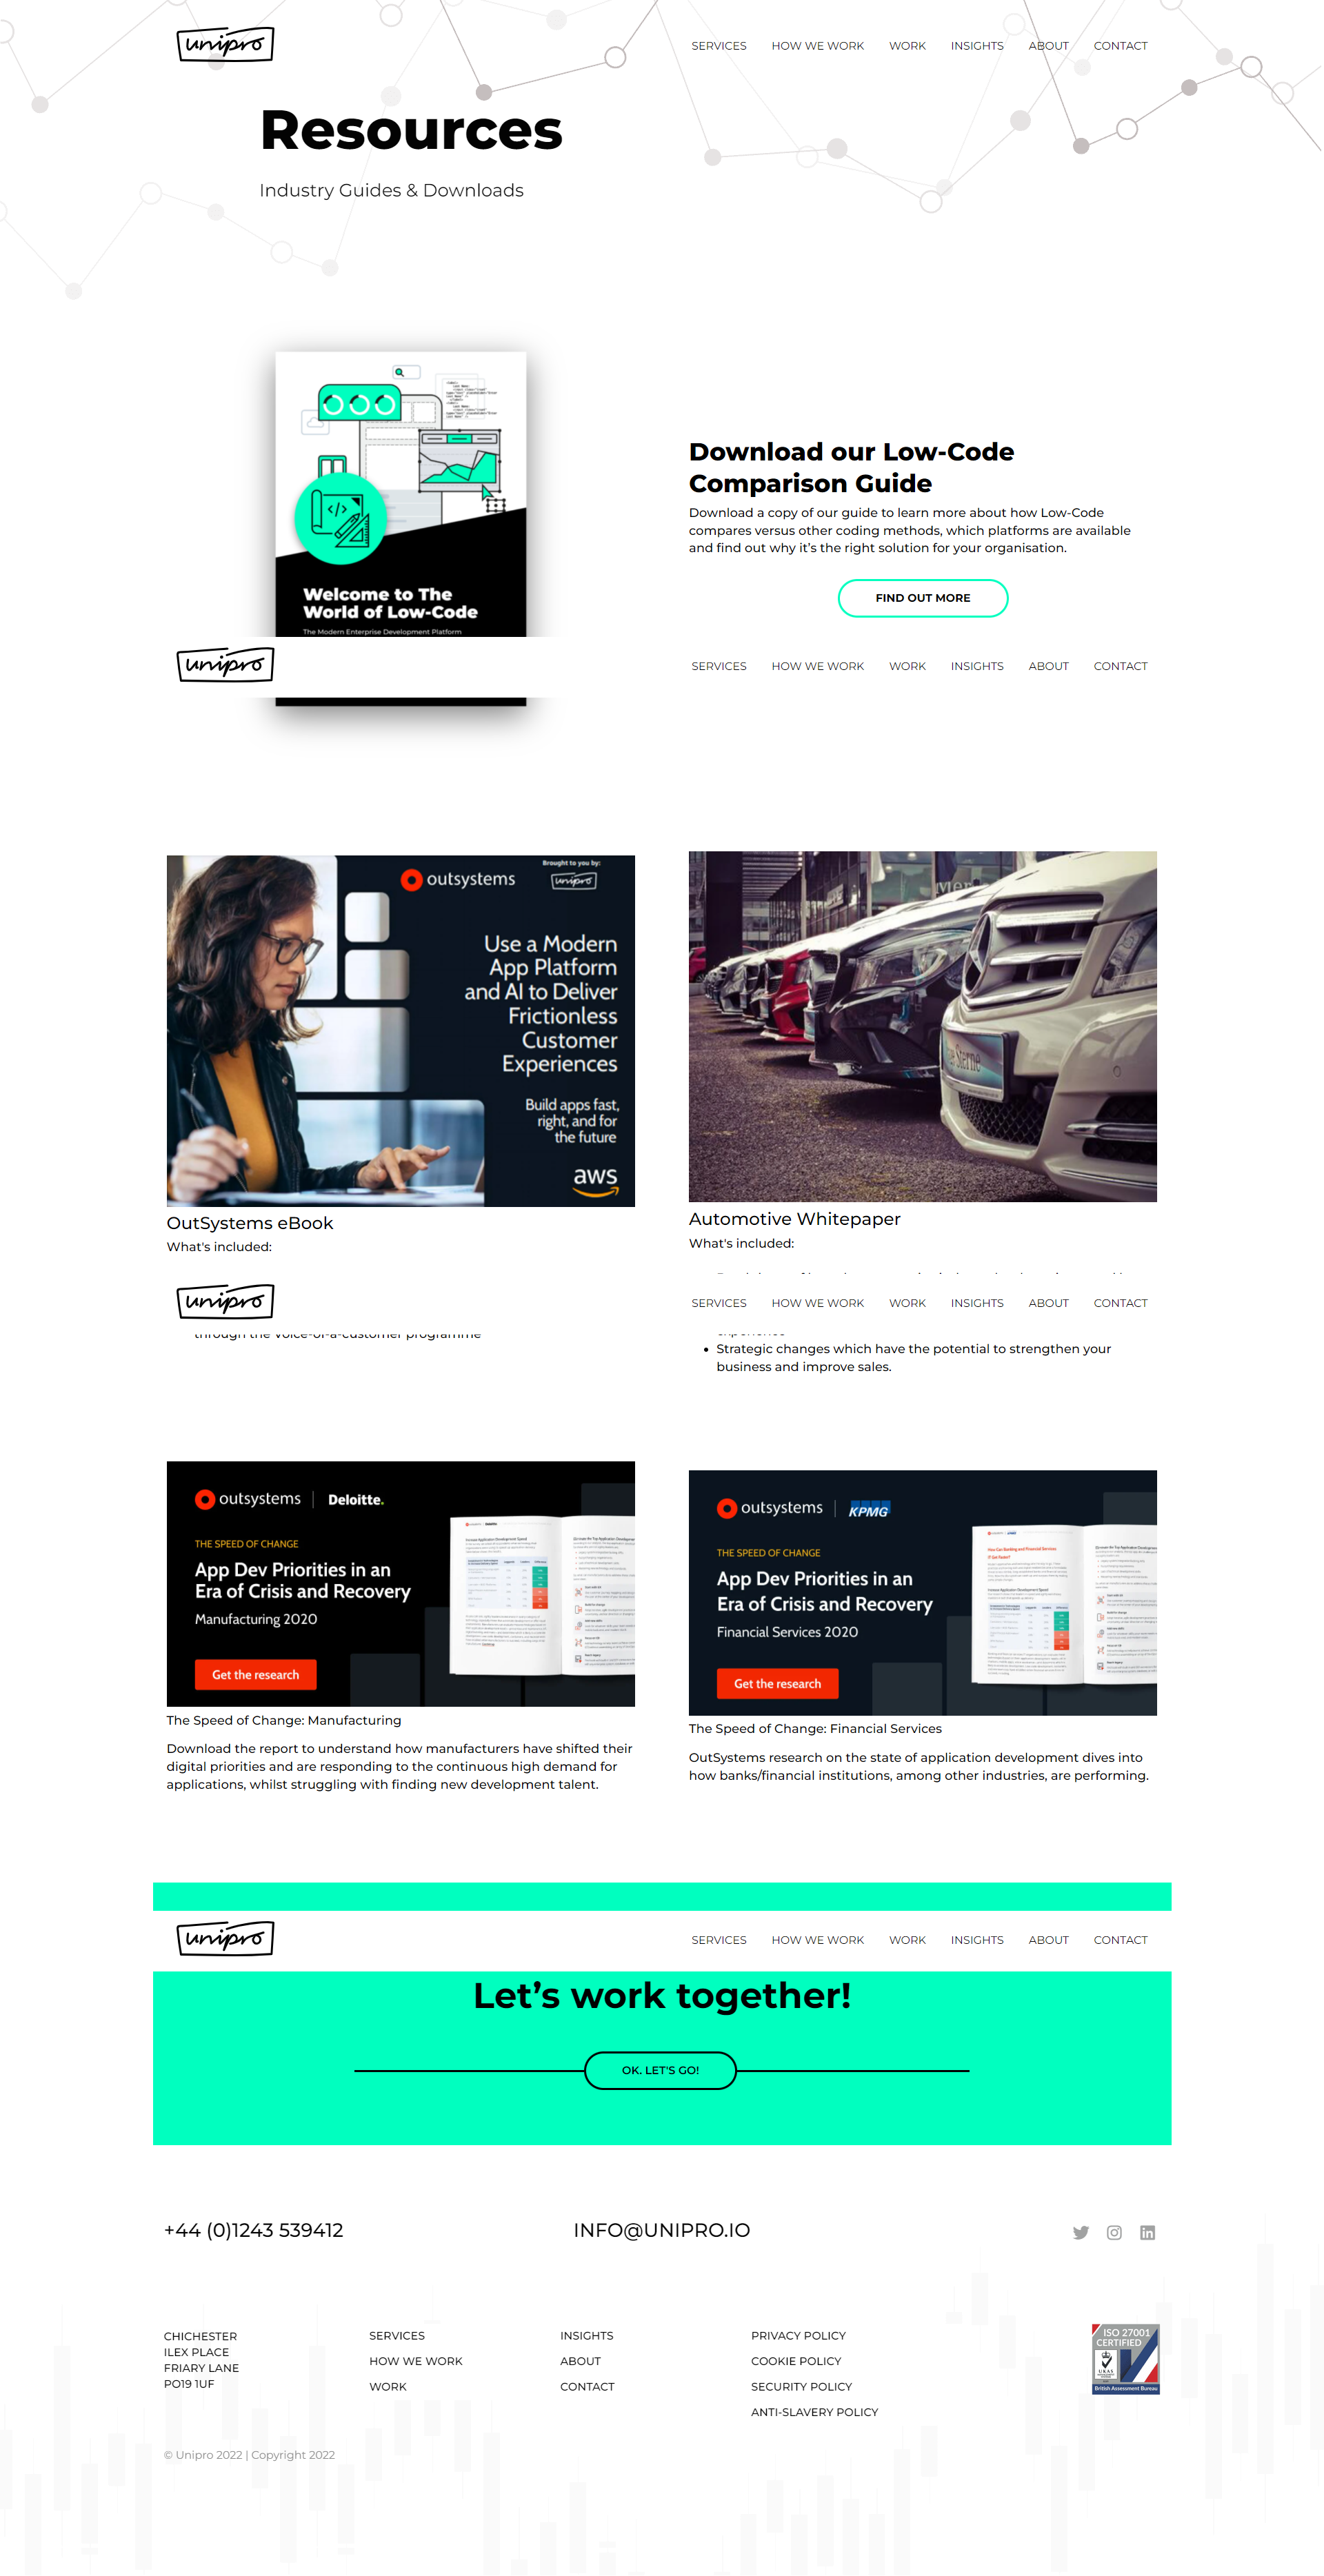 unipro
SERVICES HOW WE WORK WORK INSIGHTS ABOUT CONTACT
Resources
Industry Guides & Downloads
Welcome to The
World of Low-Code
The Modern Enterprise Development Platform
Download our Low-Code
Comparison Guide
Download a copy of our guide to learn more about how Low-Code
compares versus other coding methods, which platforms are available
and find out why it's the right solution for your organisation.
FIND OUT MORE
unipro
SERVICES HOW WE WORK WORK INSIGHTS ABOUT CONTACT
Brought to you by:
outsystems
unipro
Use a Modern
App Platform
and AI to Deliver
Frictionless
Customer
Experiences
Build apps fast,
right, and for
the future
aws
OutSystems eBook
What's included:
Automotive Whitepaper
What's included:
unipro
SERVICES HOW WE WORK WORK INSIGHTS ABOUT CONTACT
through the voice-of-a-customer programme
experience
• Strategic changes which have the potential to strengthen your
business and improve sales.
outsystems | Deloitte.
THE SPEED OF CHANGE
App Dev Priorities in an
Era of Crisis and Recovery
Manufacturing 2020
Get the research
The Speed of Change: Manufacturing
Download the report to understand how manufacturers have shifted their
digital priorities and are responding to the continuous high demand for
applications, whilst struggling with finding new development talent.
outsystems | KPMG
THE SPEED OF CHANGE
App Dev Priorities in an
Era of Crisis and Recovery
Financial Services 2020
Get the research
The Speed of Change: Financial Services
OutSystems research on the state of application development dives into
how banks/financial institutions, among other industries, are performing.
unipro
SERVICES HOW WE WORK WORK INSIGHTS ABOUT CONTACT
Let's work together!
OK. LET'S GO!
+44 (0)1243 539412
INFO@UNIPRO.IO
CHICHESTER
ILEX PLACE
FRIARY LANE
PO19 1UF
SERVICES
HOW WE WORK
WORK
INSIGHTS
ABOUT
CONTACT
PRIVACY POLICY
COOKIE POLICY
SECURITY POLICY
ANTI-SLAVERY POLICY
ISO 27001
CERTIFIED
UKAS
British Assessment Bureau
© Unipro 2022 | Copyright 2022